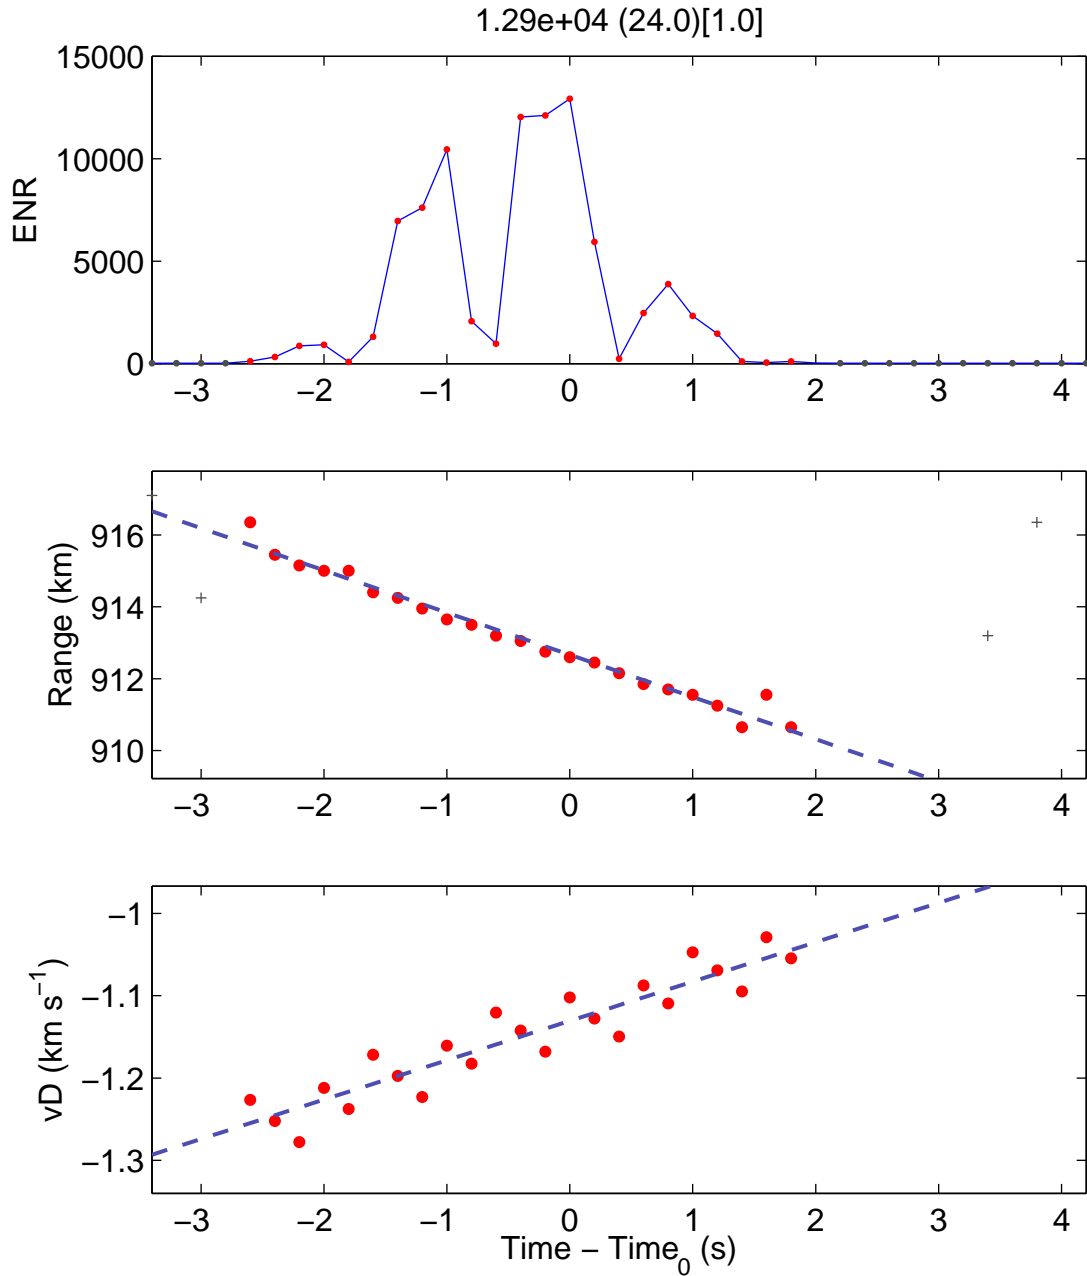 1.29e+04 (24.0)[1.0]
15000
10000
5000
0
ENR
−3 −2 −1 0 1 2 3 4
916
914
912
910
Range (km)
−3 −2 −1 0 1 2 3 4
−1
−1.1
−1.2
−1.3
vD (km s−1)
−3 −2 −1 0 1 2 3 4
Time − Time0 (s)